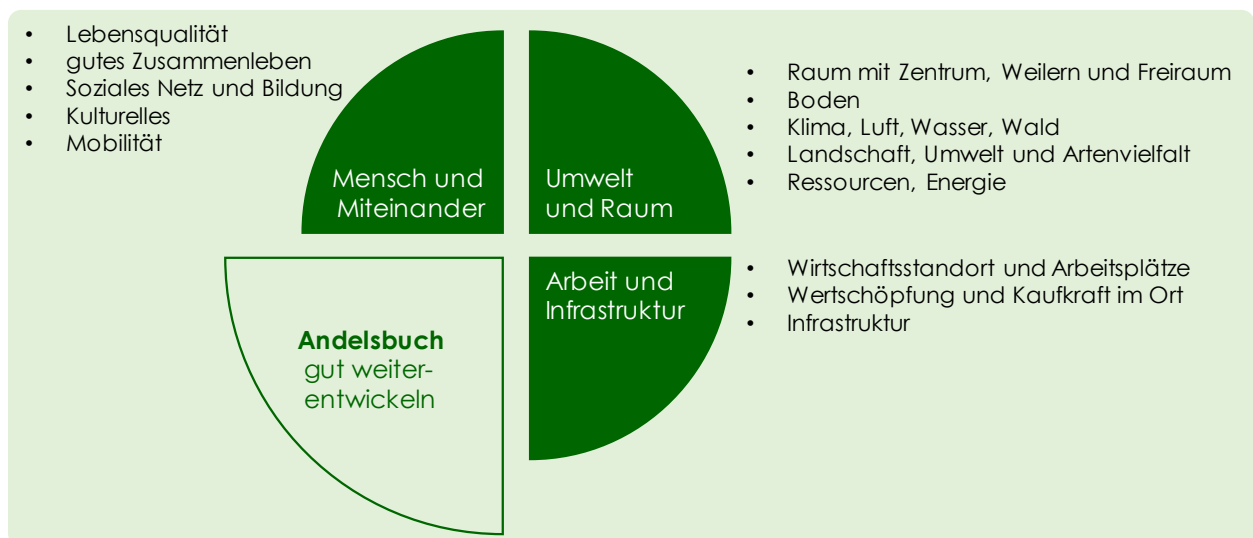 • Lebensqualität
• gutes Zusammenleben
• Soziales Netz und Bildung
• Kulturelles
• Mobilität
Mensch und
Miteinander
Umwelt
und Raum
• Raum mit Zentrum, Weilern und Freiraum
• Boden
• Klima, Luft, Wasser, Wald
• Landschaft, Umwelt und Artenvielfalt
• Ressourcen, Energie
Andelsbuch
gut weiter-
entwickeln
Arbeit und
Infrastruktur
• Wirtschaftsstandort und Arbeitsplätze
• Wertschöpfung und Kaufkraft im Ort
• Infrastruktur